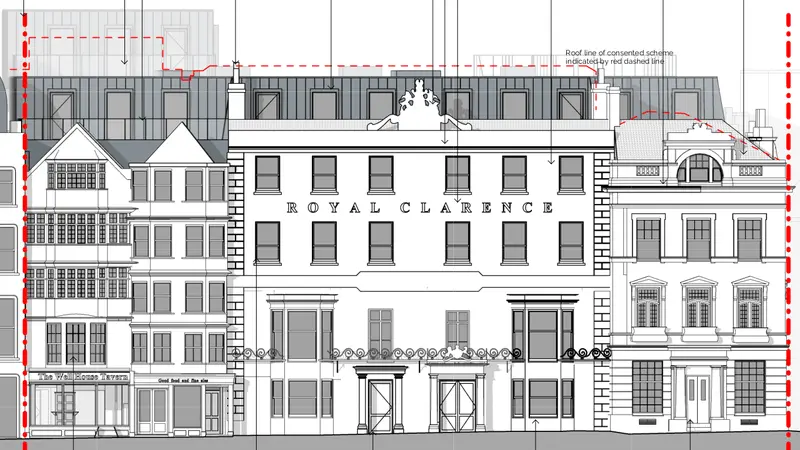 Roof line of consented scheme
indicated by red dashed line
ROYAL CLARENCE
The Well House Tavern
Good food and fine ales